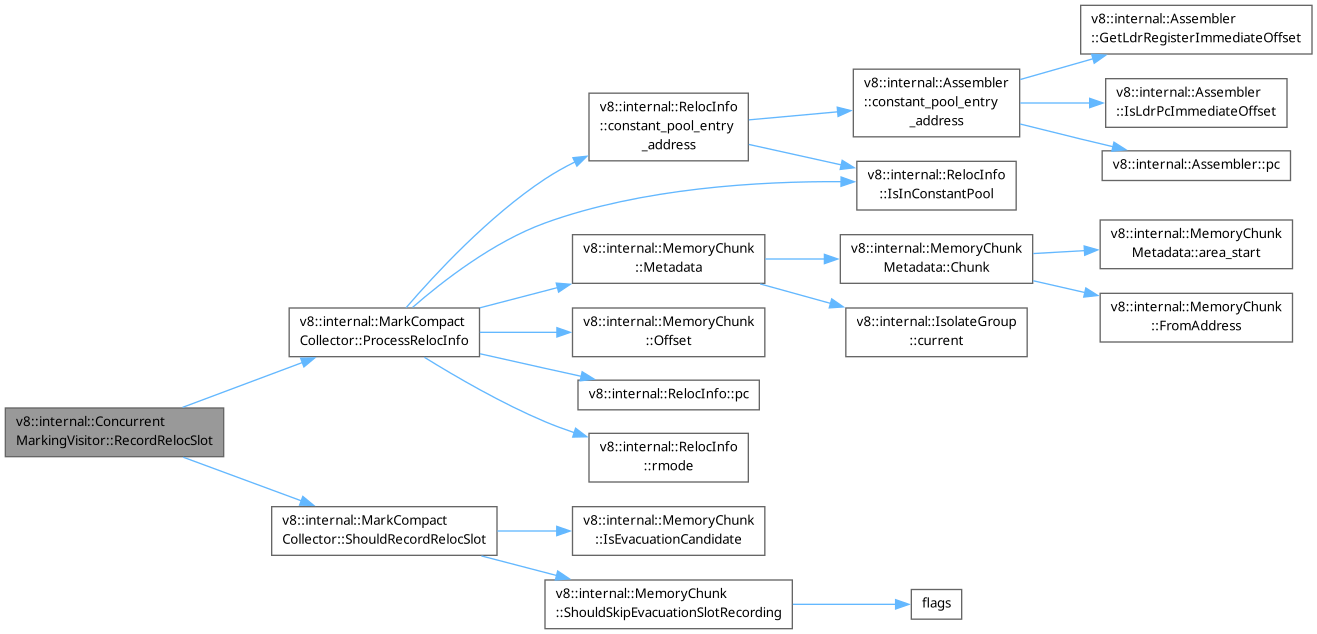 v8::internal::Concurrent
MarkingVisitor::RecordRelocSlot
v8::internal::MarkCompact
Collector::ProcessRelocInfo
v8::internal::RelocInfo
::constant_pool_entry
_address
v8::internal::Assembler
::constant_pool_entry
_address
v8::internal::Assembler
::GetLdrRegisterImmediateOffset
v8::internal::Assembler
::IsLdrPcImmediateOffset
v8::internal::Assembler::pc
v8::internal::RelocInfo
::IsInConstantPool
v8::internal::MemoryChunk
::Metadata
v8::internal::MemoryChunk
Metadata::Chunk
v8::internal::MemoryChunk
Metadata::area_start
v8::internal::MemoryChunk
::FromAddress
v8::internal::IsolateGroup
::current
v8::internal::MemoryChunk
::Offset
v8::internal::RelocInfo::pc
v8::internal::RelocInfo
::rmode
v8::internal::MarkCompact
Collector::ShouldRecordRelocSlot
v8::internal::MemoryChunk
::IsEvacuationCandidate
v8::internal::MemoryChunk
::ShouldSkipEvacuationSlotRecording
flags